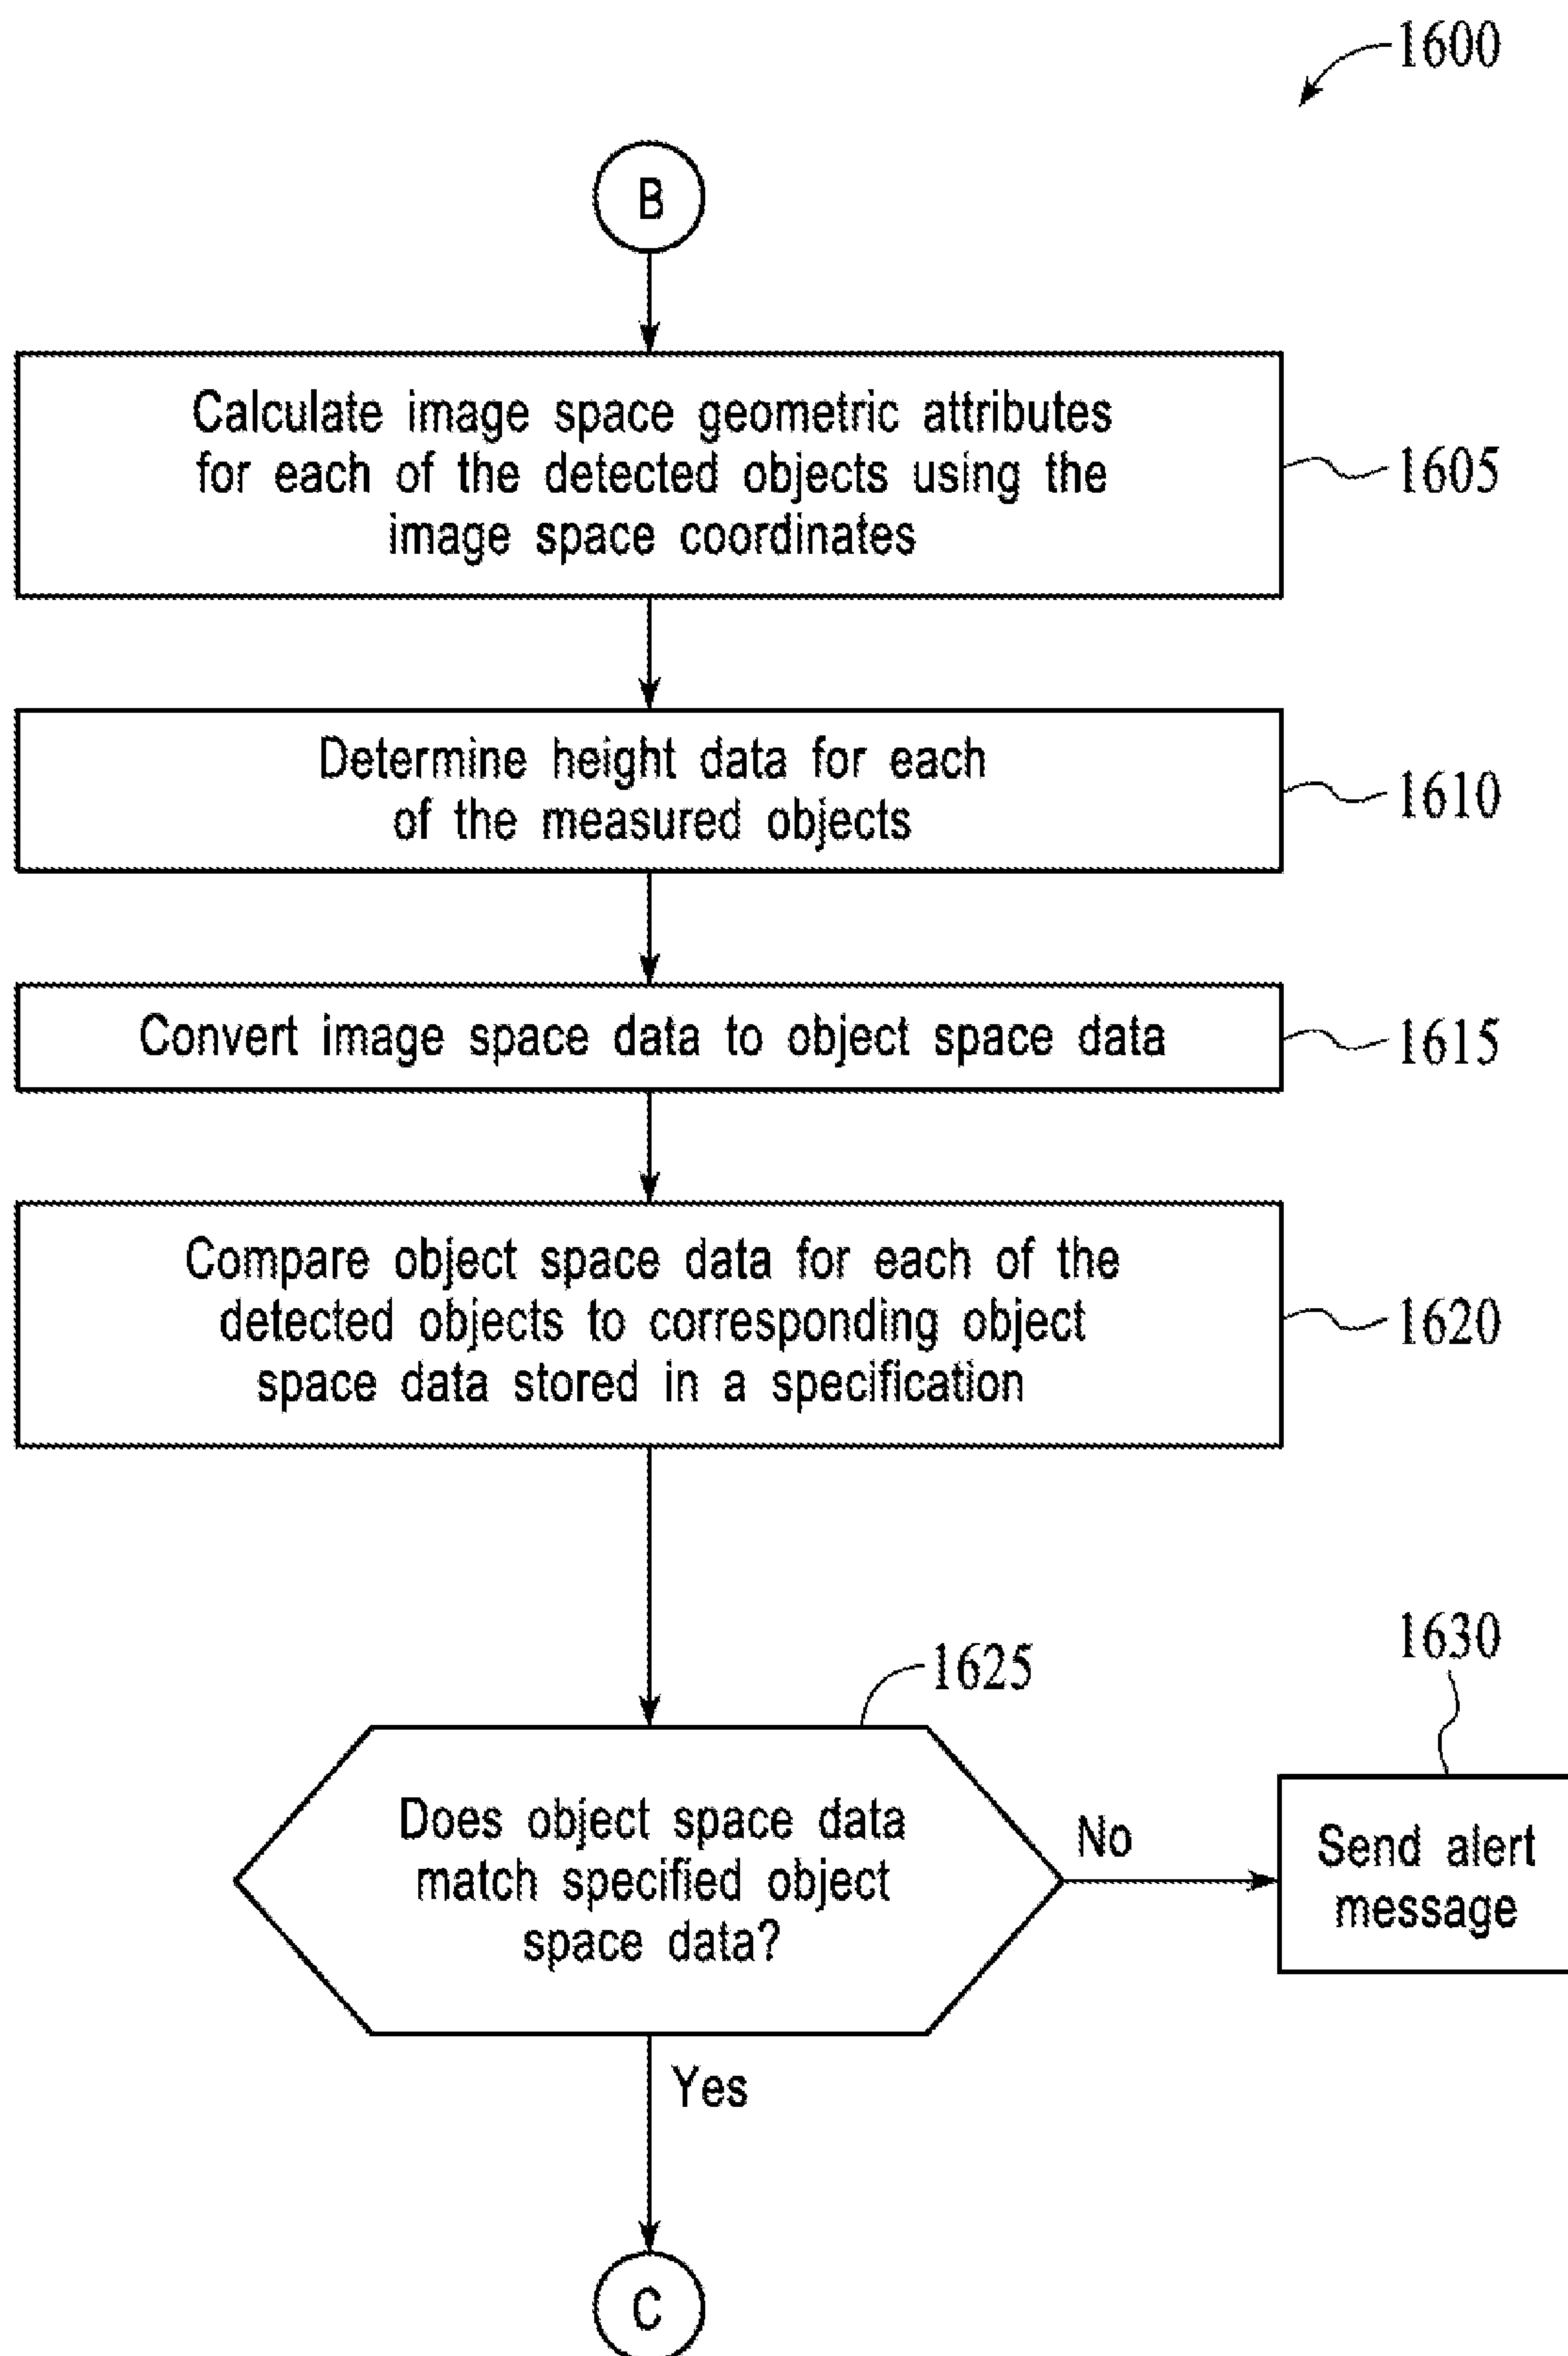 1600
B
Calculate image space geometric attributes
for each of the detected objects using the
image space coordinates
1605
Determine height data for each
of the measured objects
1610
Convert image space data to object space data
1615
Compare object space data for each of the
detected objects to corresponding object
space data stored in a specification
1620
1625
Does object space data
match specified object
space data?
No
1630
Send alert
message
Yes
C